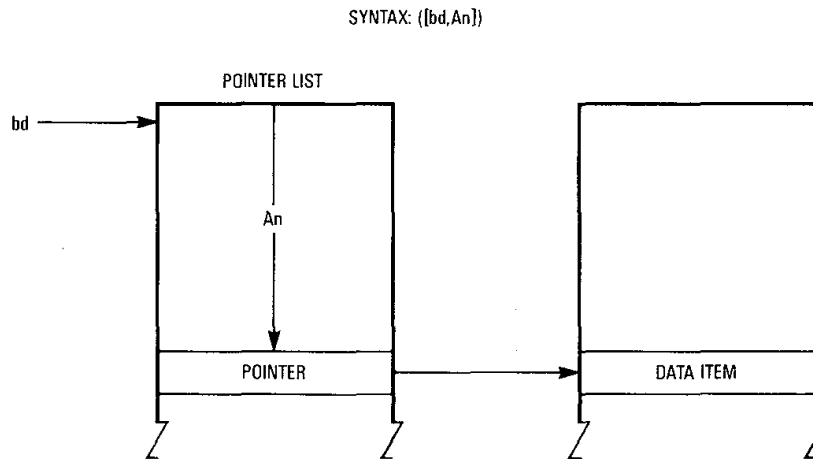 SYNTAX: ([bd,An])
POINTER LIST
bd
An
POINTER
DATA ITEM